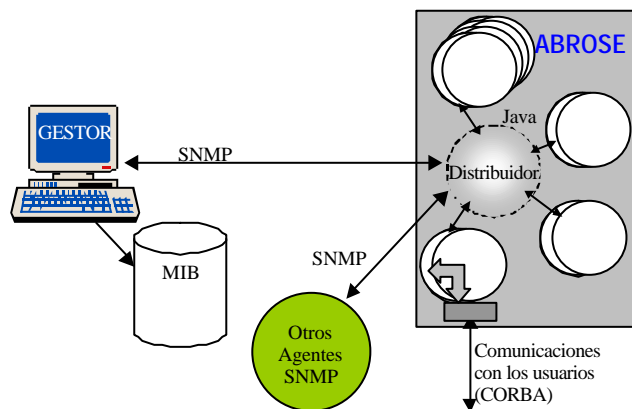 ABROSE
GESTOR
SNMP
Java
Distribuidor
MIB
SNMP
Otros
Agentes
SNMP
Comunicaciones
con los usuarios
(CORBA)